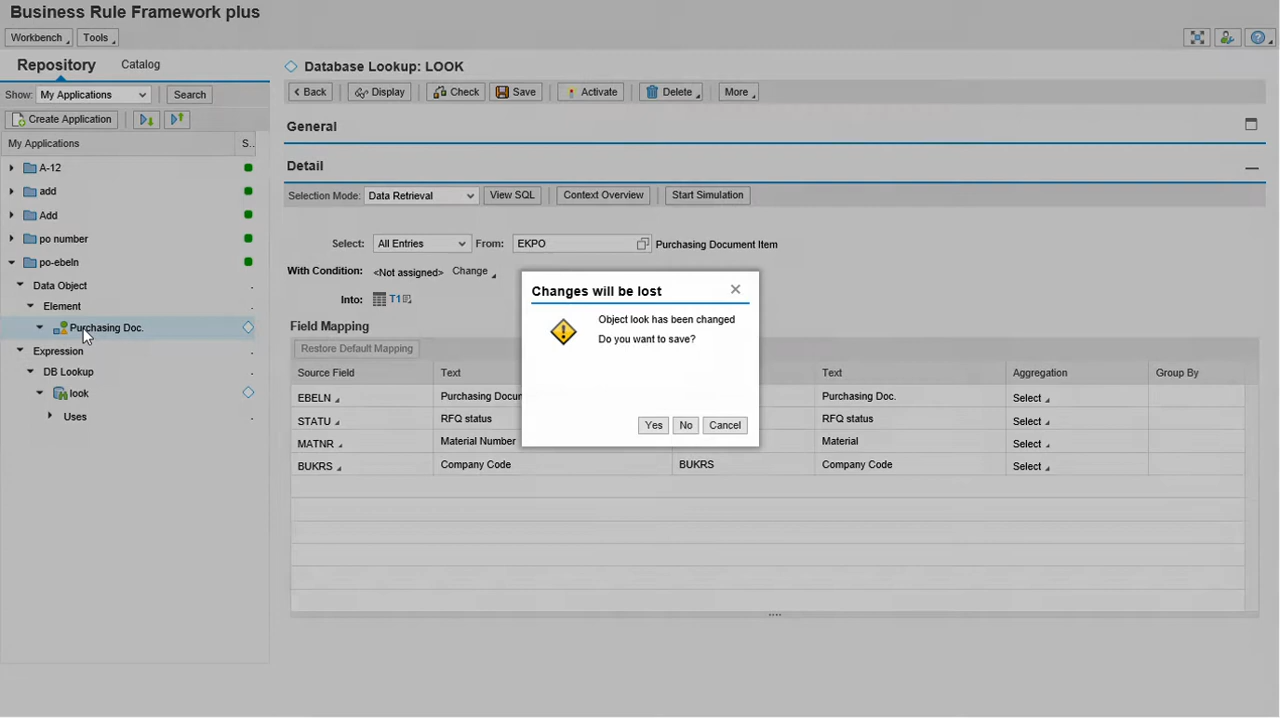 Business Rule Framework plus
Workbench Tools
Repository Catalog
Show: My Applications Search
Create Application
My Applications S..
A-12
add
Add
po number
po-ebeln
Data Object
Element
Purchasing Doc.
Expression
DB Lookup
look
Uses
Database Lookup: LOOK
Back Display Check Save Activate Delete More
General
Detail
Selection Mode: Data Retrieval View SQL Context Overview Start Simulation
Select: All Entries From: EKPO Purchasing Document Item
With Condition: <Not assigned> Change
Into: T1
Field Mapping
Restore Default Mapping
Source Field Text Text Aggregation Group By
EBELN Purchasing Docum Purchasing Doc. Select
STATU RFQ status RFQ status Select
MATNR Material Number Material Select
BUKRS Company Code BUKRS Company Code Select
Changes will be lost
Object look has been changed
Do you want to save?
Yes No Cancel